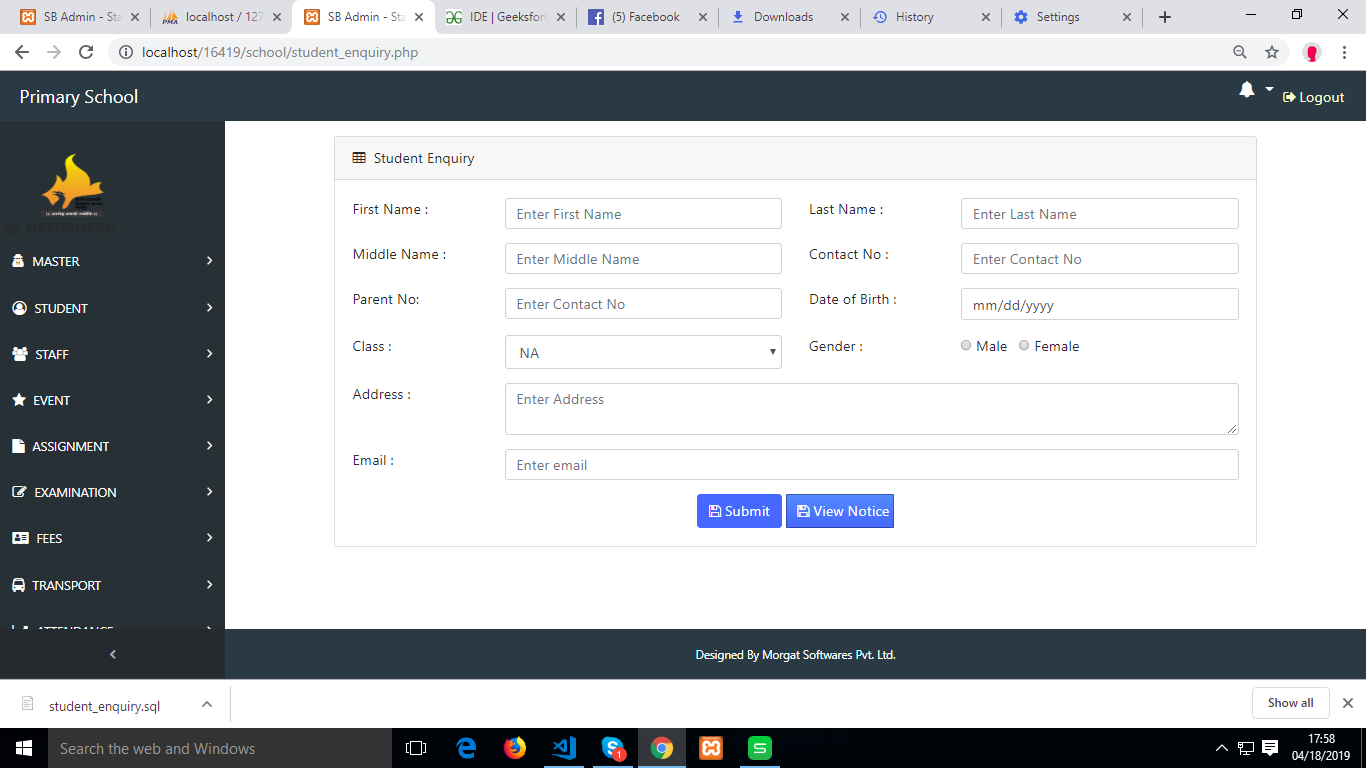 SB Admin - Sta
localhost / 127
SB Admin - Sta
IDE | Geeksfor
(5) Facebook
Downloads
History
Settings
localhost/16419/school/student_enquiry.php
Primary School
Logout
DASHBOARD
MASTER
STUDENT
STAFF
EVENT
ASSIGNMENT
EXAMINATION
FEES
TRANSPORT
ATTENDANCE
Student Enquiry
First Name :
Enter First Name
Last Name :
Enter Last Name
Middle Name :
Enter Middle Name
Contact No :
Enter Contact No
Parent No:
Enter Contact No
Date of Birth :
mm/dd/yyyy
Class :
NA
Gender :
Male
Female
Address :
Enter Address
Email :
Enter email
Submit
View Notice
Designed By Morgat Softwares Pvt. Ltd.
student_enquiry.sql
Show all
Search the web and Windows
1
17:58
04/18/2019